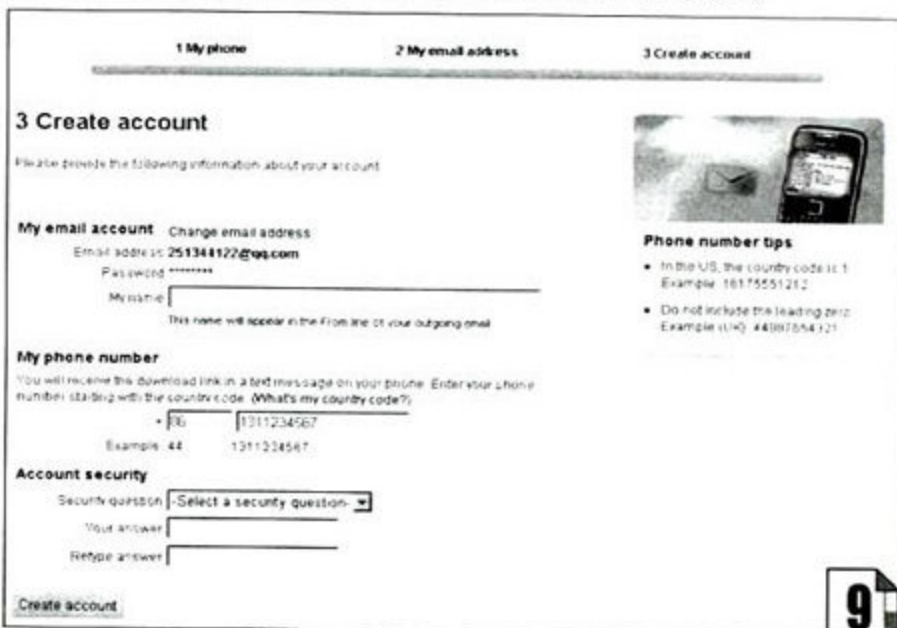 1 My phone 2 My email address 3 Create account
3 Create account
Please provide the following information about your account
My email account Change email address
Email address 251344122@qq.com
Password ********
My name
This name will appear in the From line of your outgoing email
My phone number
You will receive the download link in a text message on your phone. Enter your phone
number starting with the country code. (What's my country code?)
+ 86 1311234567
Example 44 1311234567
Account security
Security question -Select a security question-
Your answer
Retype answer
Create account
Phone number tips
• In the US, the country code is 1
Example 16175551212
• Do not include the leading zero
Example (UK) 44987654321
9